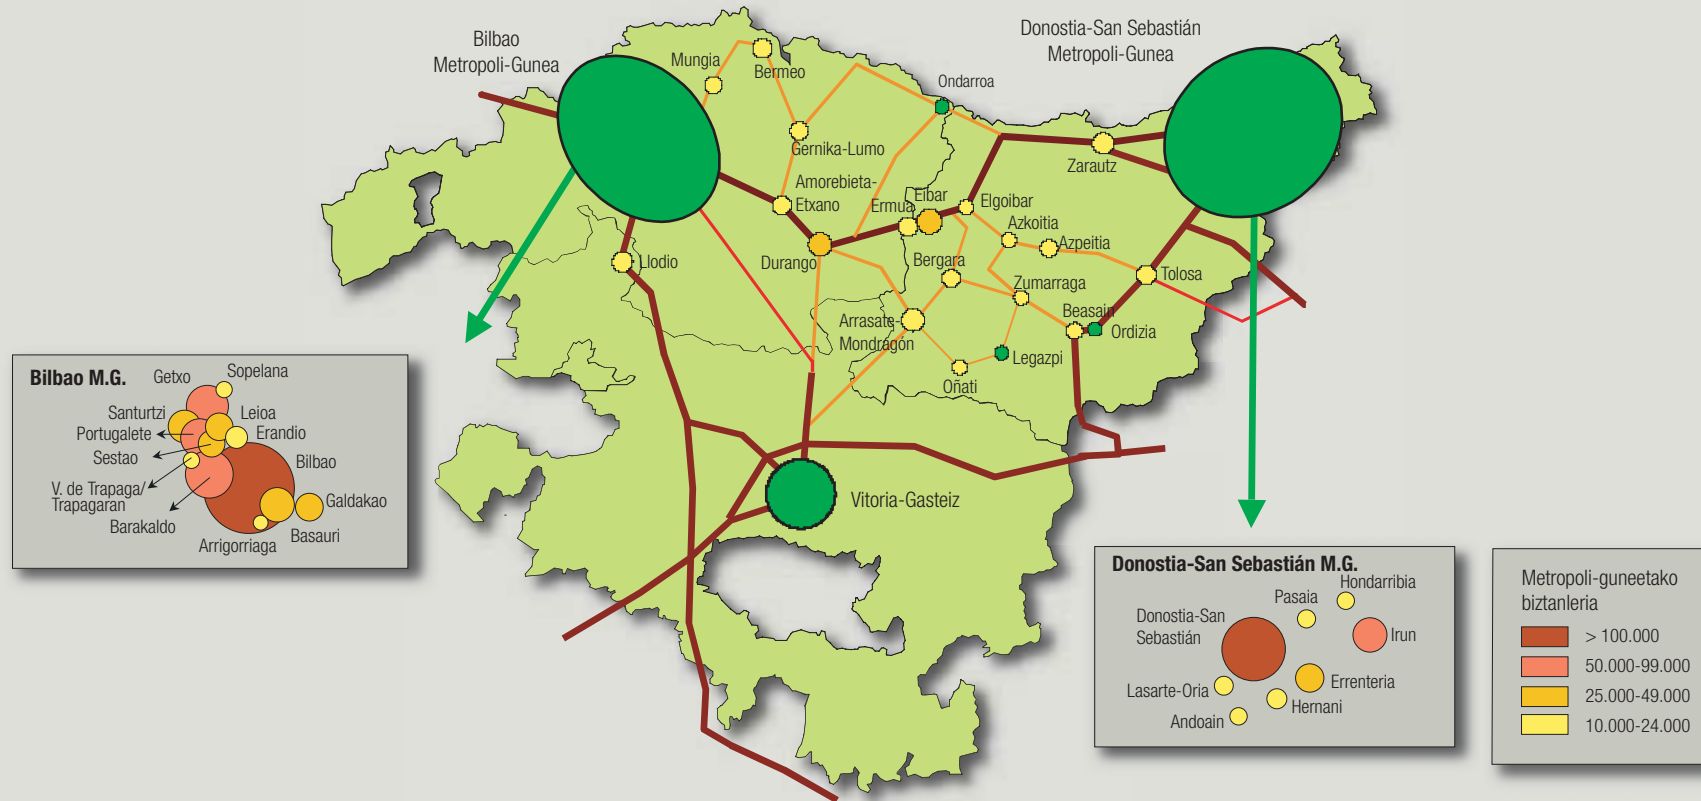 Bilbao
Metropoli-Gunea
Donostia-San Sebastián
Metropoli-Gunea
Mungia
Bermeo
Ondarroa
Gernika-Lumo
Zarautz
Amorebieta-
Etxano
Ermua
Eibar
Elgoibar
Azkoitia
Azpeitia
Durango
Llodio
Bergara
Zumarraga
Tolosa
Beasain
Ordizia
Arrasate-
Mondragón
Legazpi
Oñati
Vitoria-Gasteiz
Bilbao M.G.
Getxo
Sopelana
Santurtzi
Leioa
Portugalete
Erandio
Sestao
Bilbao
V. de Trapaga/
Trapagaran
Galdakao
Barakaldo
Basauri
Arrigorriaga
Donostia-San Sebastián M.G.
Hondarribia
Pasaia
Donostia-San
Sebastián
Irun
Errenteria
Lasarte-Oria
Hernani
Andoain
Metropoli-guneetako
biztanleria
> 100.000
50.000-99.000
25.000-49.000
10.000-24.000